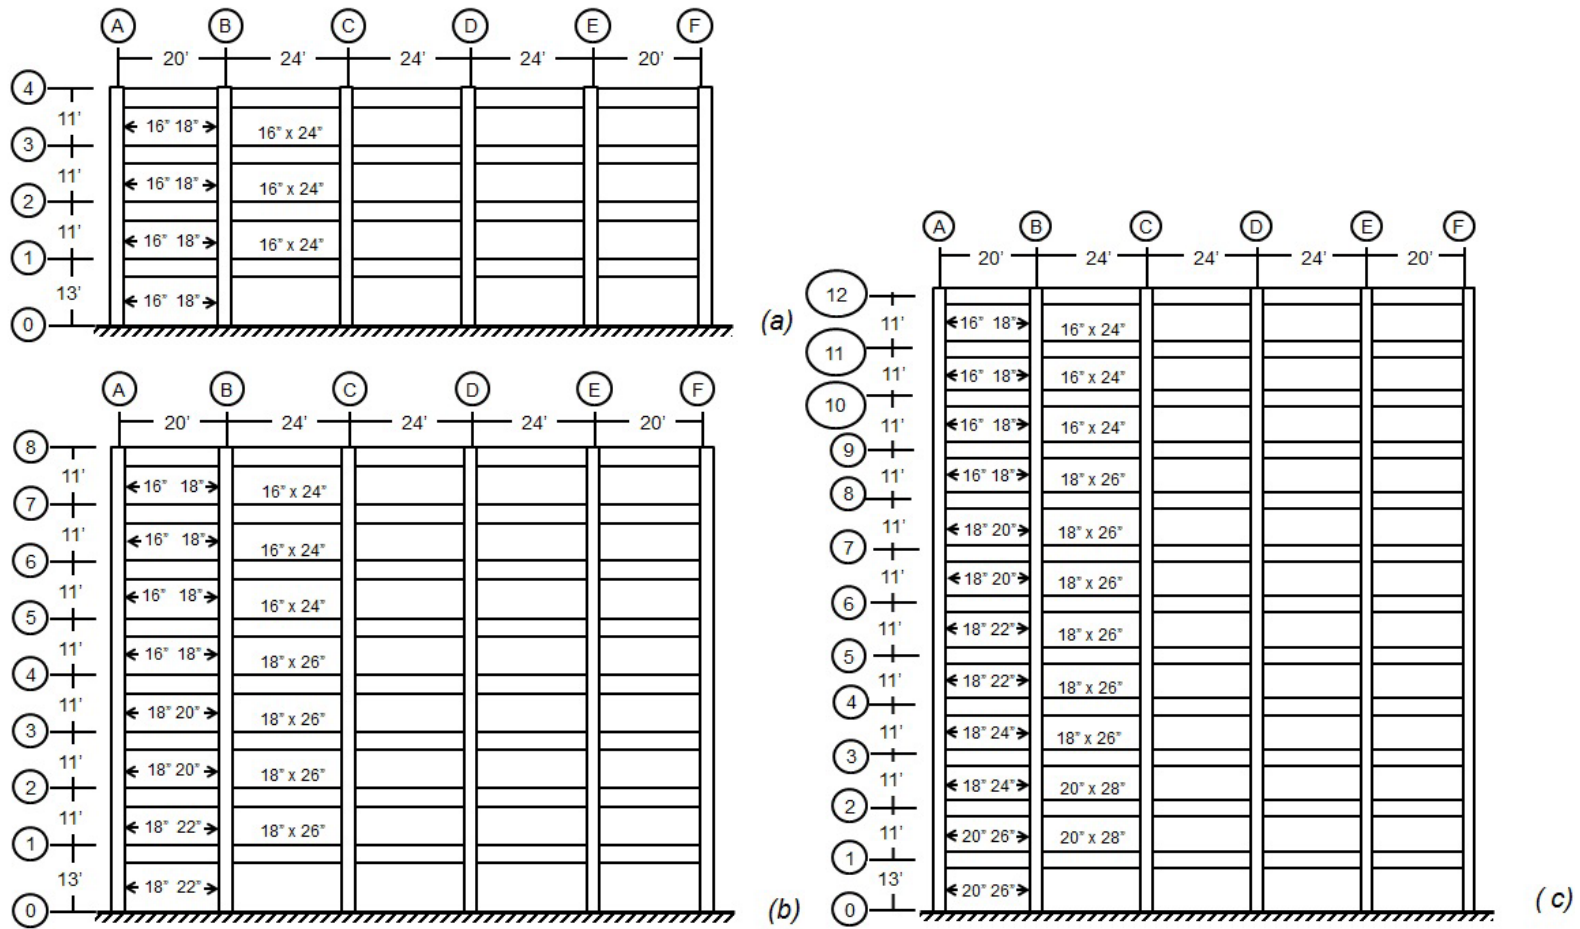 A B C D E F
20' 24' 24' 24' 20'
4
11'
16" 18" 16" x 24"
3
11'
16" 18" 16" x 24"
2
11'
16" 18" 16" x 24"
1
13'
16" 18"
0
(a)
A B C D E F
20' 24' 24' 24' 20'
8
11'
16" 18" 16" x 24"
7
11'
16" 18" 16" x 24"
6
11'
16" 18" 16" x 24"
5
11'
16" 18" 18" x 26"
4
11'
18" 20" 18" x 26"
3
11'
18" 20" 18" x 26"
2
11'
18" 22" 18" x 26"
1
13'
18" 22"
0
(b)
A B C D E F
20' 24' 24' 24' 20'
12
11'
16" 18" 16" x 24"
11
11'
16" 18" 16" x 24"
10
11'
16" 18" 16" x 24"
9
11'
16" 18" 18" x 26"
8
11'
18" 20" 18" x 26"
7
11'
18" 20" 18" x 26"
6
11'
18" 22" 18" x 26"
5
11'
18" 22" 18" x 26"
4
11'
18" 24" 18" x 26"
3
11'
18" 24" 20" x 28"
2
11'
20" 26" 20" x 28"
1
13'
20" 26"
0
( c)